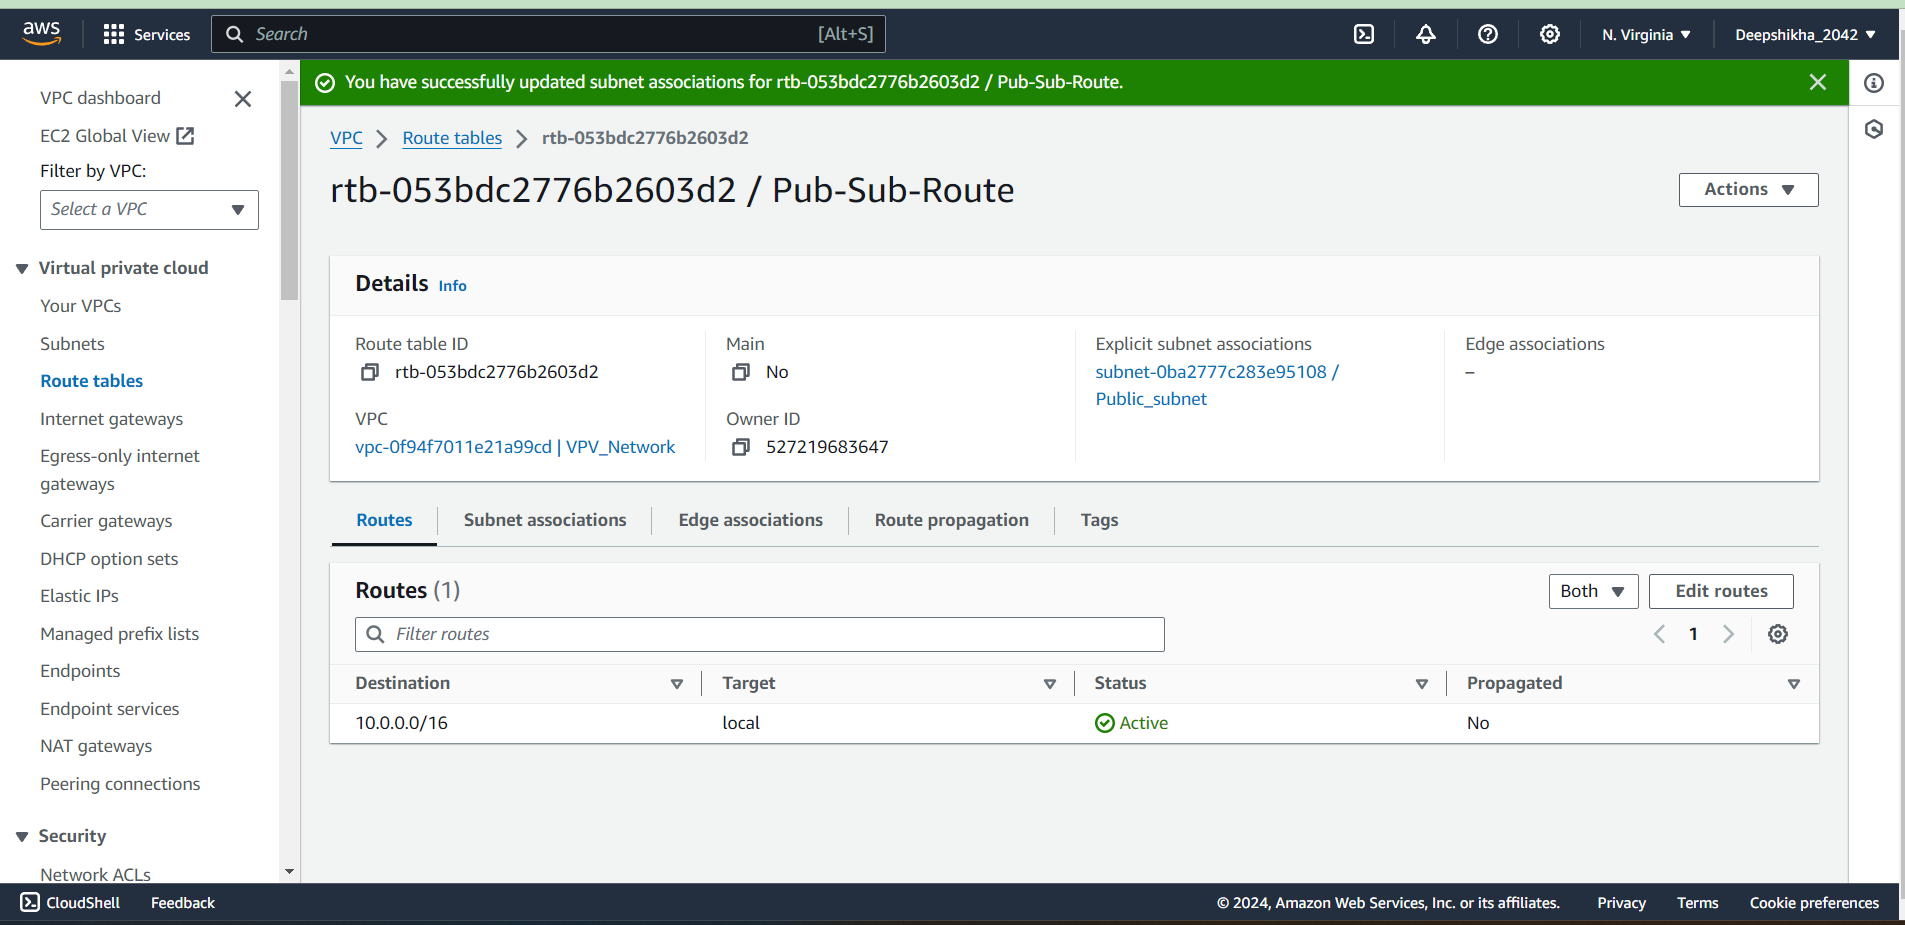 aws
Services
Search [Alt+S]
N. Virginia
Deepshikha_2042
VPC dashboard
EC2 Global View
Filter by VPC:
Select a VPC
Virtual private cloud
Your VPCs
Subnets
Route tables
Internet gateways
Egress-only internet
gateways
Carrier gateways
DHCP option sets
Elastic IPs
Managed prefix lists
Endpoints
Endpoint services
NAT gateways
Peering connections
Security
Network ACLs
You have successfully updated subnet associations for rtb-053bdc2776b2603d2 / Pub-Sub-Route.
VPC Route tables rtb-053bdc2776b2603d2
rtb-053bdc2776b2603d2 / Pub-Sub-Route
Actions
Details Info
Route table ID
rtb-053bdc2776b2603d2
VPC
vpc-0f94f7011e21a99cd | VPV_Network
Main
No
Owner ID
527219683647
Explicit subnet associations
subnet-0ba2777c283e95108 /
Public_subnet
Edge associations
–
Routes Subnet associations Edge associations Route propagation Tags
Routes (1)
Both
Edit routes
Filter routes
1
Destination Target Status Propagated
10.0.0.0/16 local Active No
CloudShell Feedback © 2024, Amazon Web Services, Inc. or its affiliates. Privacy Terms Cookie preferences